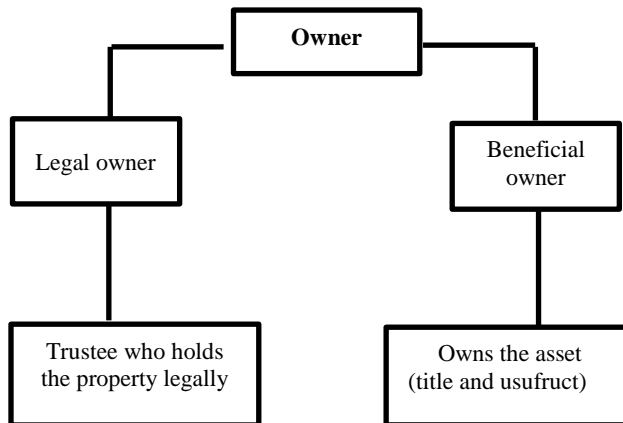 Owner
Legal owner
Beneficial
owner
Trustee who holds
the property legally
Owns the asset
(title and usufruct)